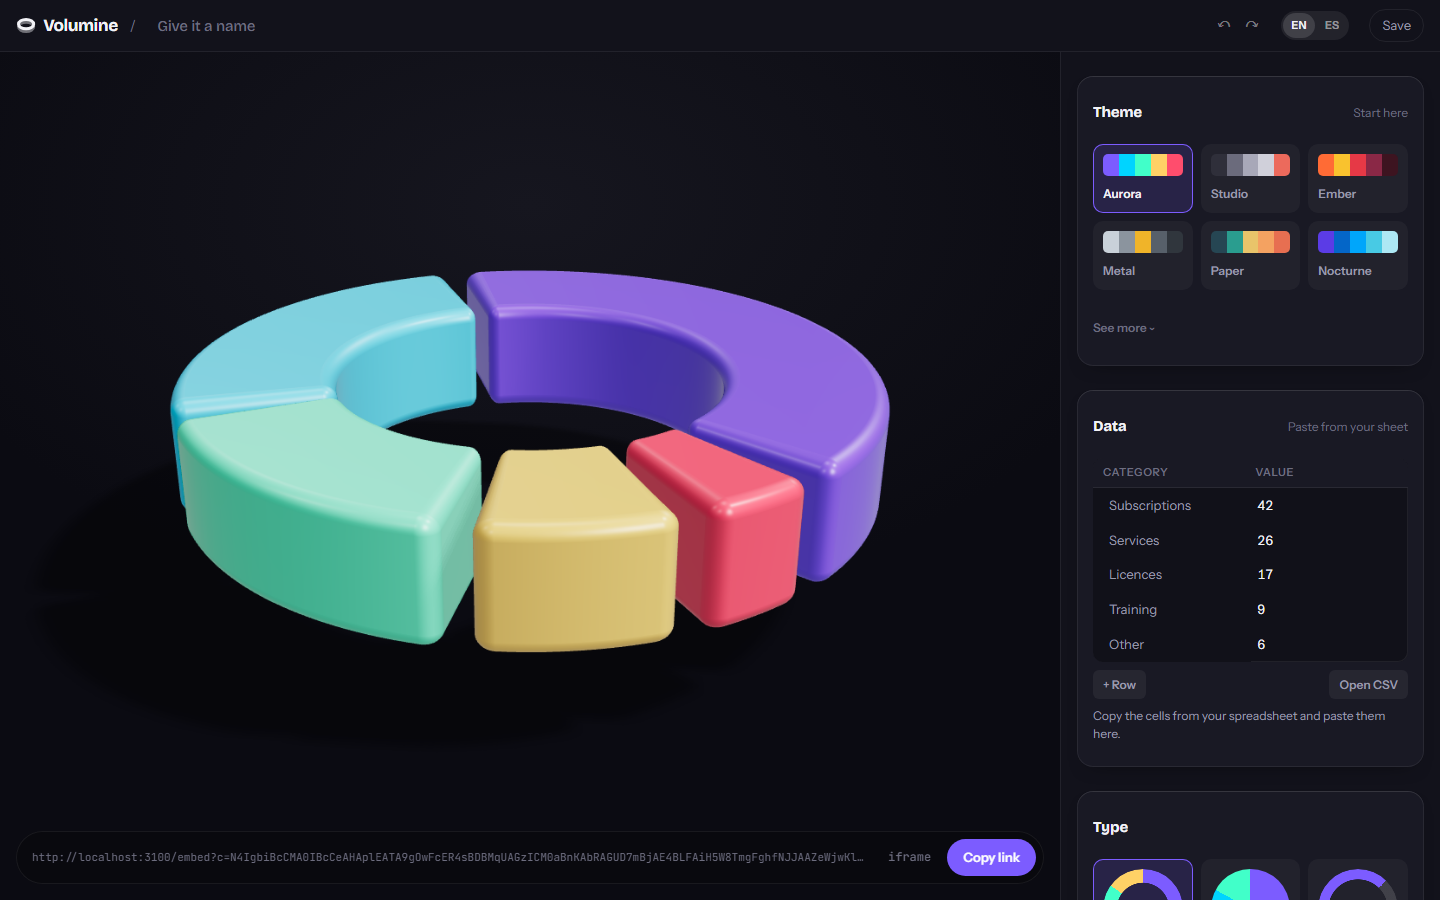 Volumine / Give it a name
EN ES
Save
Theme
Start here
Aurora
Studio
Ember
Metal
Paper
Nocturne
See more
Data
Paste from your sheet
CATEGORY VALUE
Subscriptions 42
Services 26
Licences 17
Training 9
Other 6
+ Row
Open CSV
Copy the cells from your spreadsheet and paste them
here.
Type
iframe
Copy link